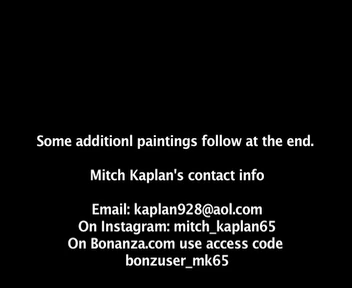 Some additionl paintings follow at the end.
Mitch Kaplan's contact info
Email: kaplan928@aol.com
On Instagram: mitch_kaplan65
On Bonanza.com use access code
bonzuser_mk65